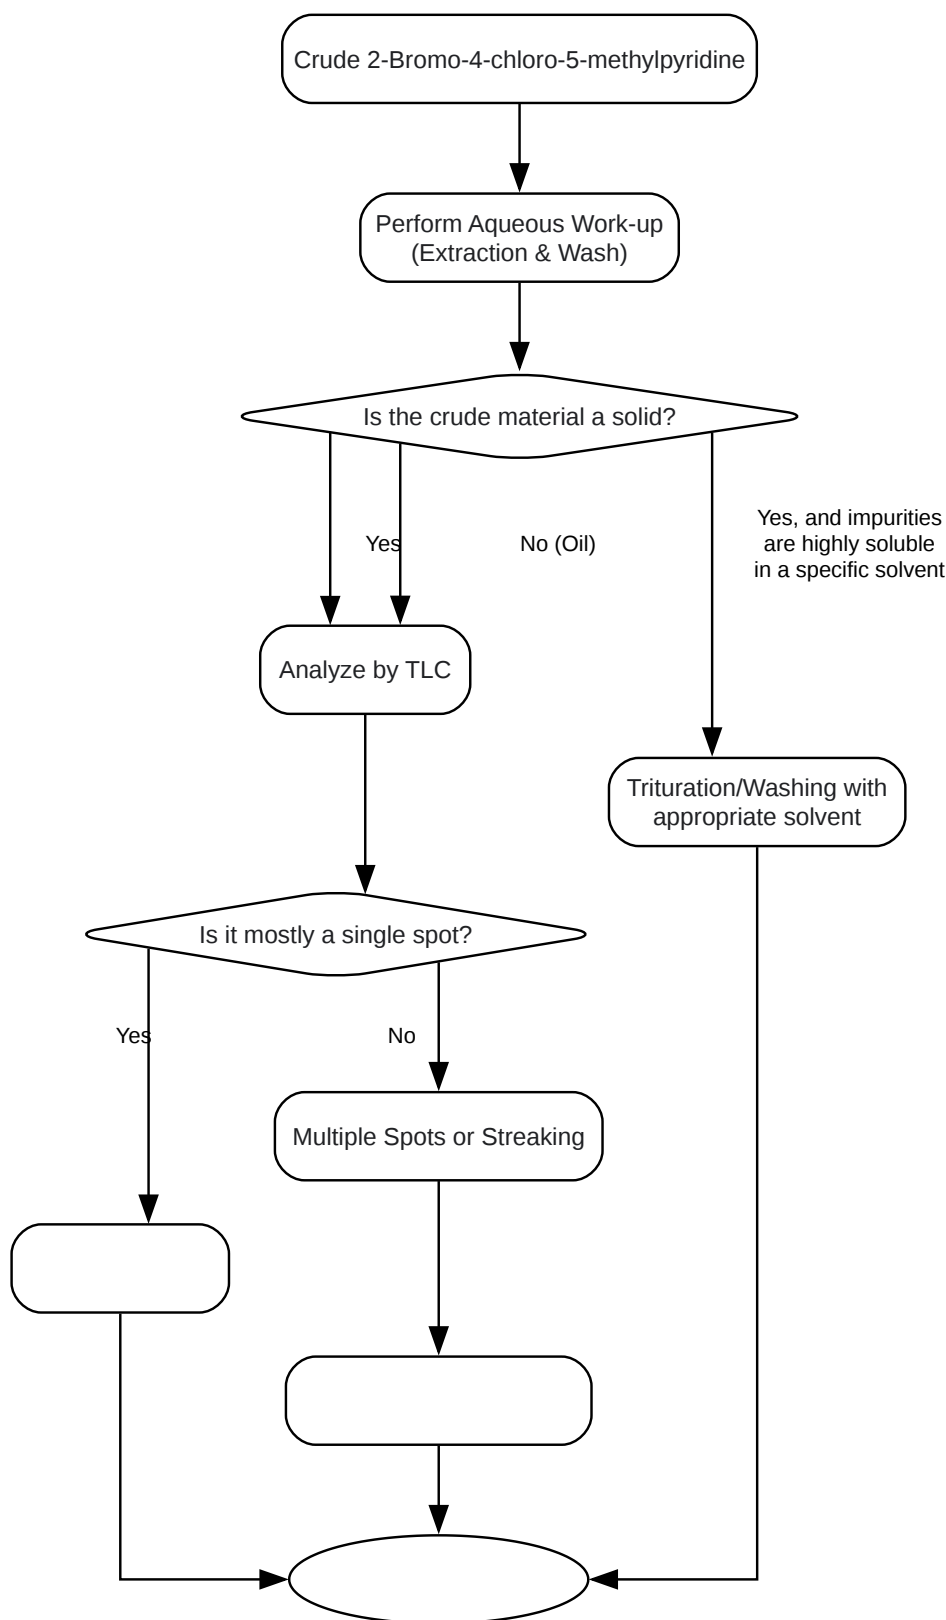 Crude 2-Bromo-4-chloro-5-methylpyridine
Perform Aqueous Work-up
(Extraction & Wash)
Is the crude material a solid?
Yes
No (Oil)
Yes, and impurities
are highly soluble
in a specific solvent
Analyze by TLC
Trituration/Washing with
appropriate solvent
Is it mostly a single spot?
Yes
No
Multiple Spots or Streaking